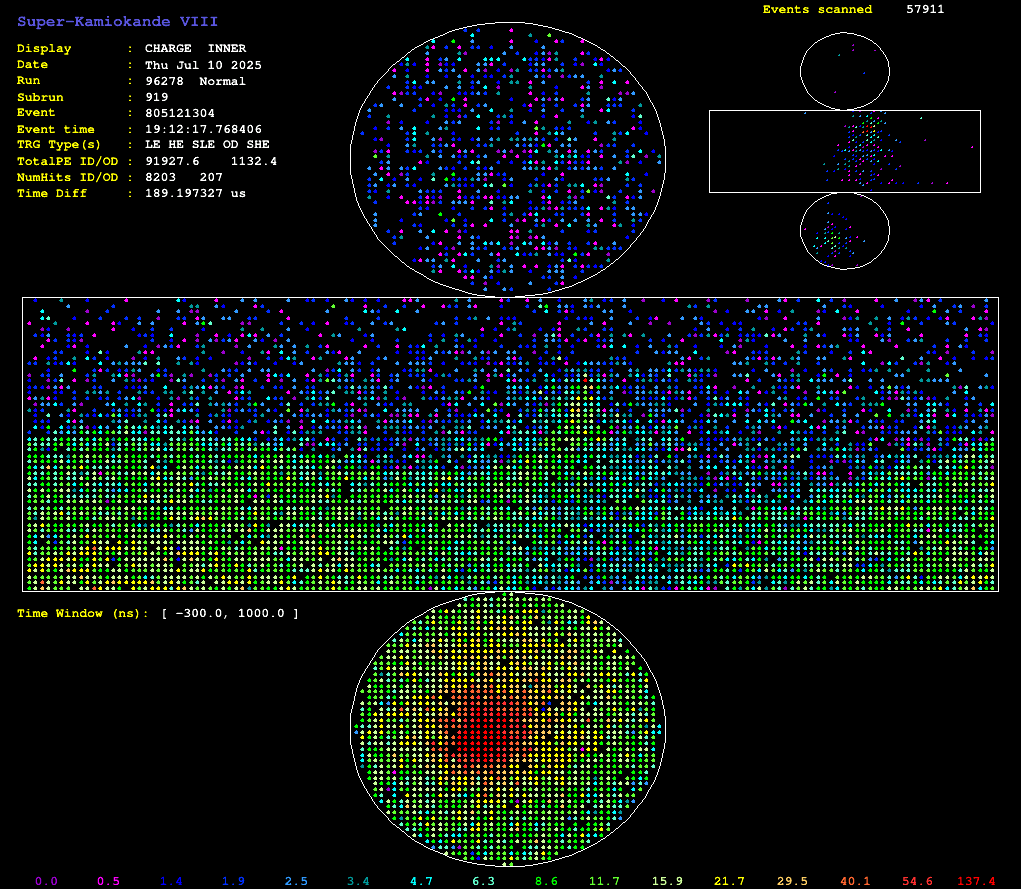 Super-Kamiokande VIII
Events scanned 57911
Display : CHARGE INNER
Date : Thu Jul 10 2025
Run : 96278 Normal
Subrun : 919
Event : 805121304
Event time : 19:12:17.768406
TRG Type(s) : LE HE SLE OD SHE
TotalPE ID/OD : 91927.6 1132.4
NumHits ID/OD : 8203 207
Time Diff : 189.197327 us
Time Window (ns): [ -300.0, 1000.0 ]
0.0 0.5 1.4 1.9 2.5 3.4 4.7 6.3 8.6 11.7 15.9 21.7 29.5 40.1 54.6 137.4